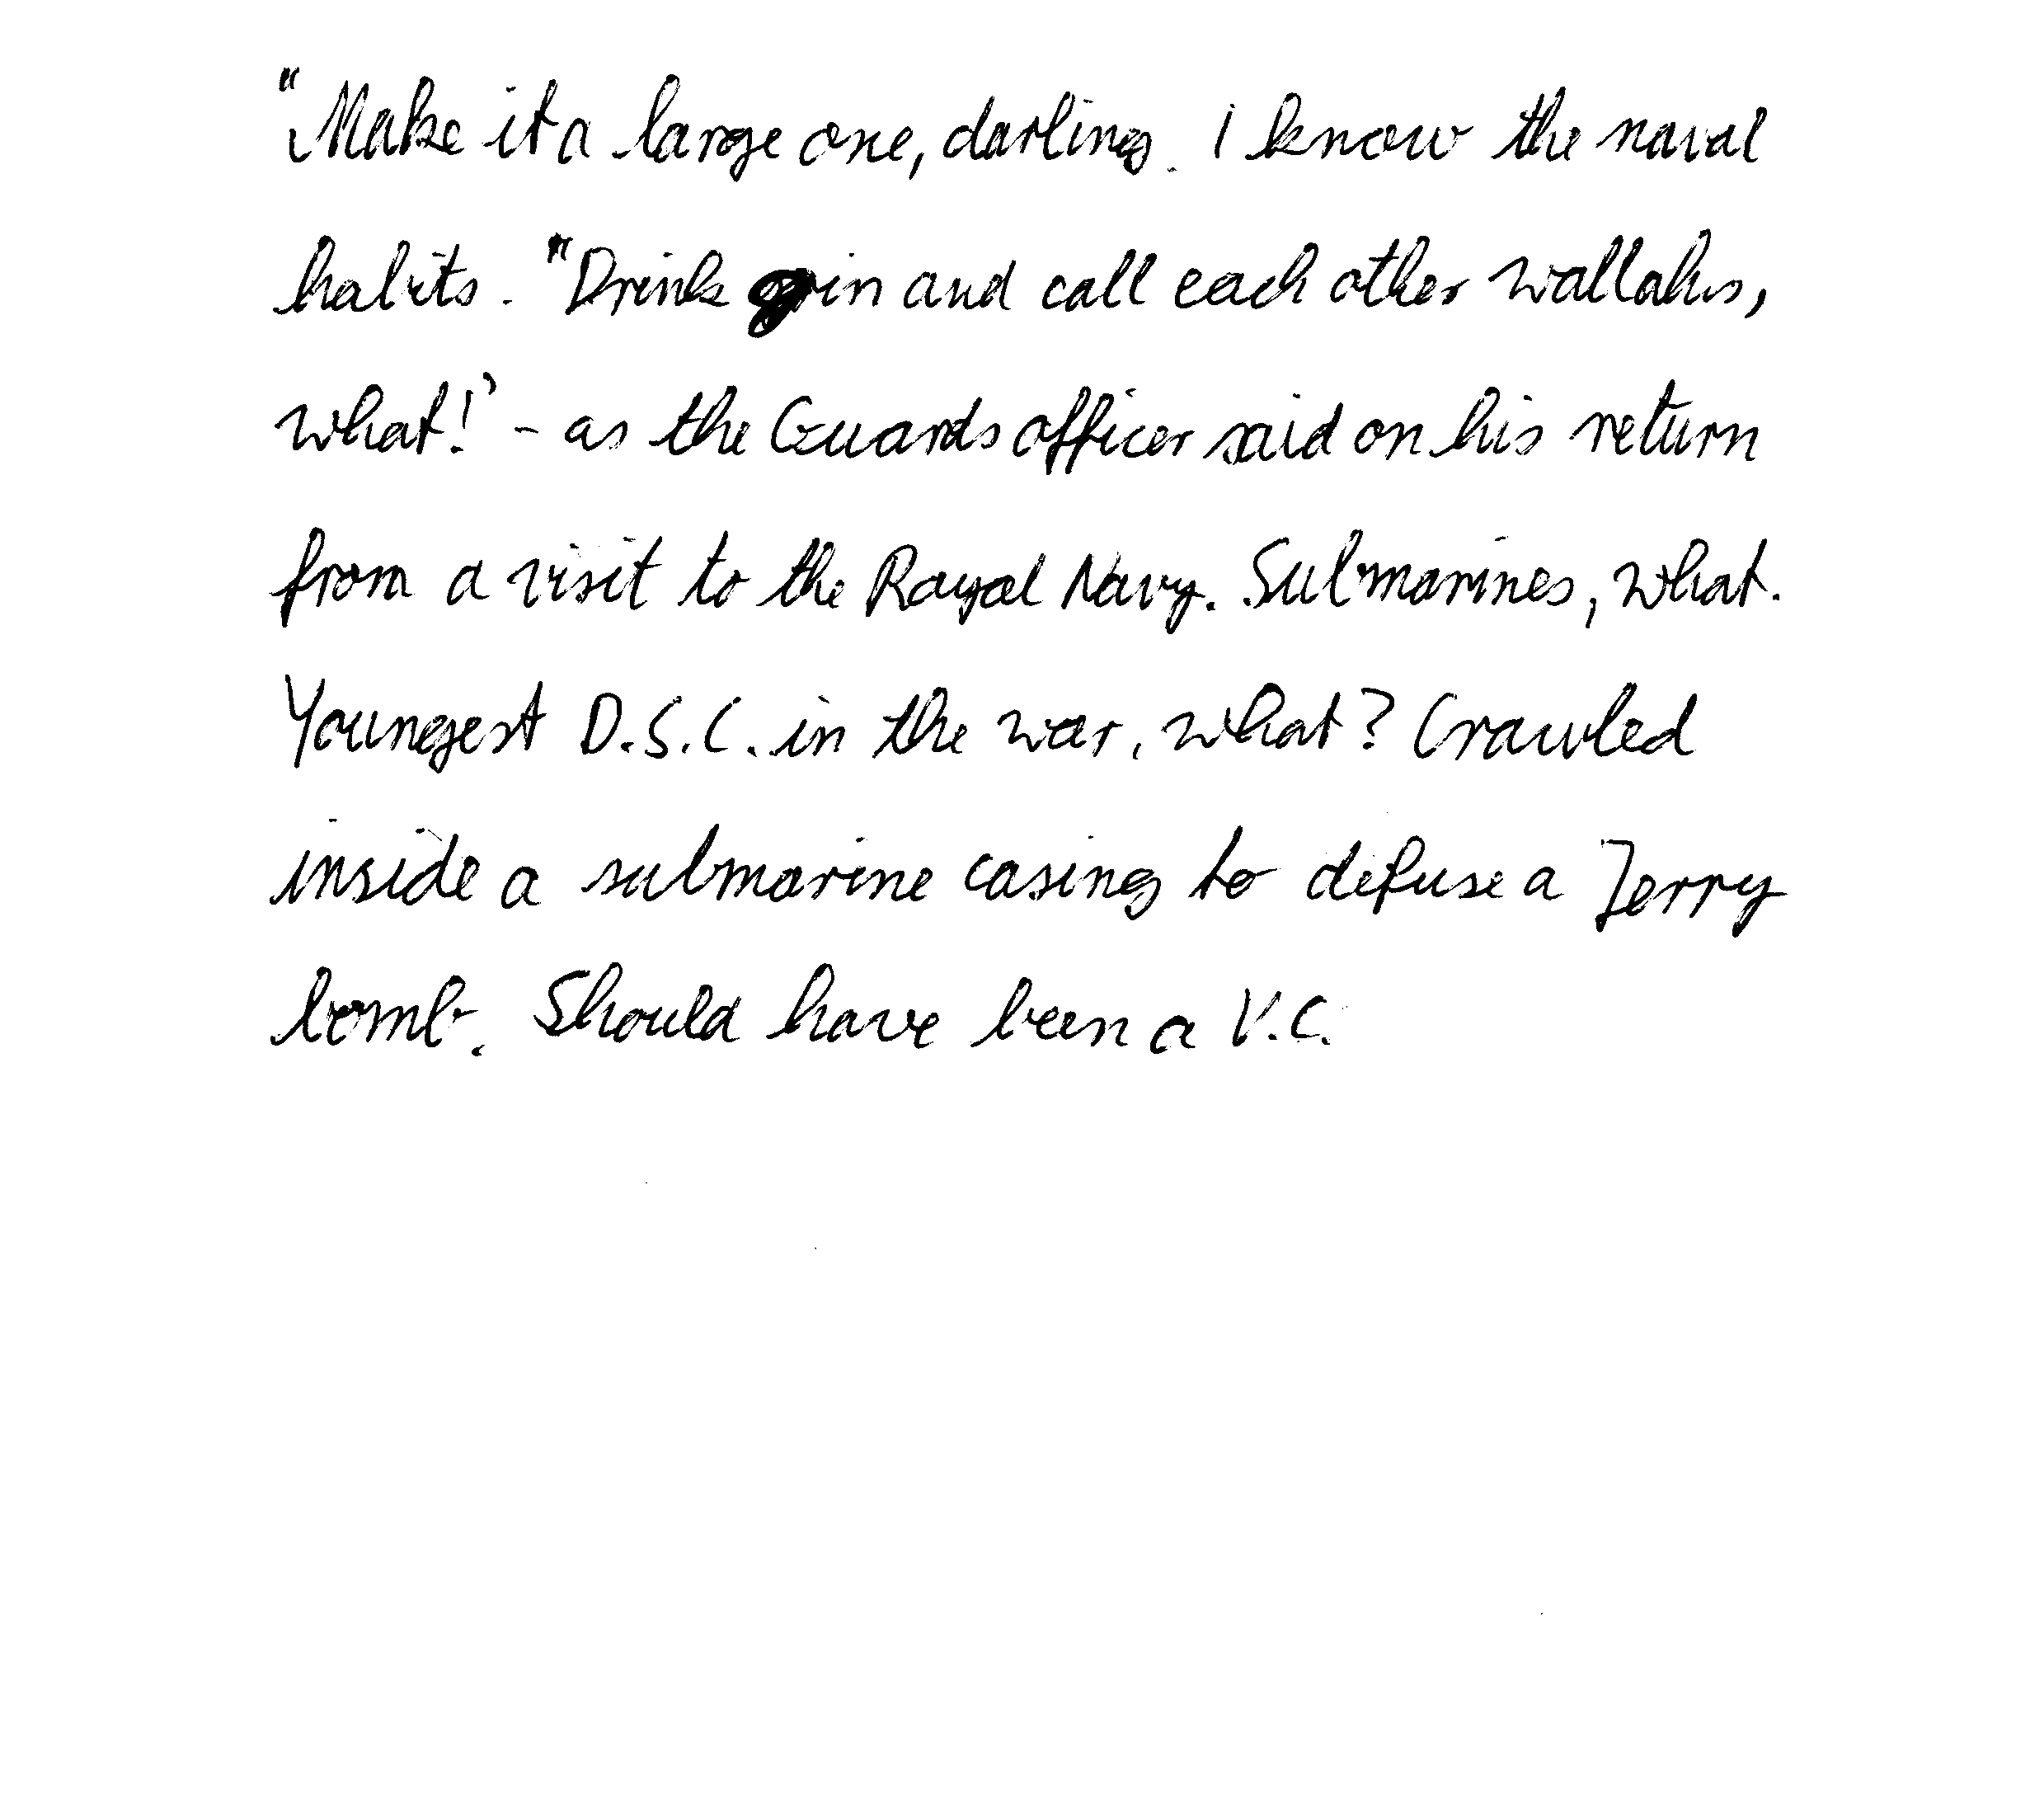 "Make it a large one, darling. I know the naval
habits. "Drink gin and call each other wallahs,
what!' - as the Guards officer said on his return
from a visit to the Royal Navy. Submarines, what.
Youngest D.S.C. in the war, what? Crawled
inside a submarine casing to defuse a Jerry
bomb. Should have been a V.C.